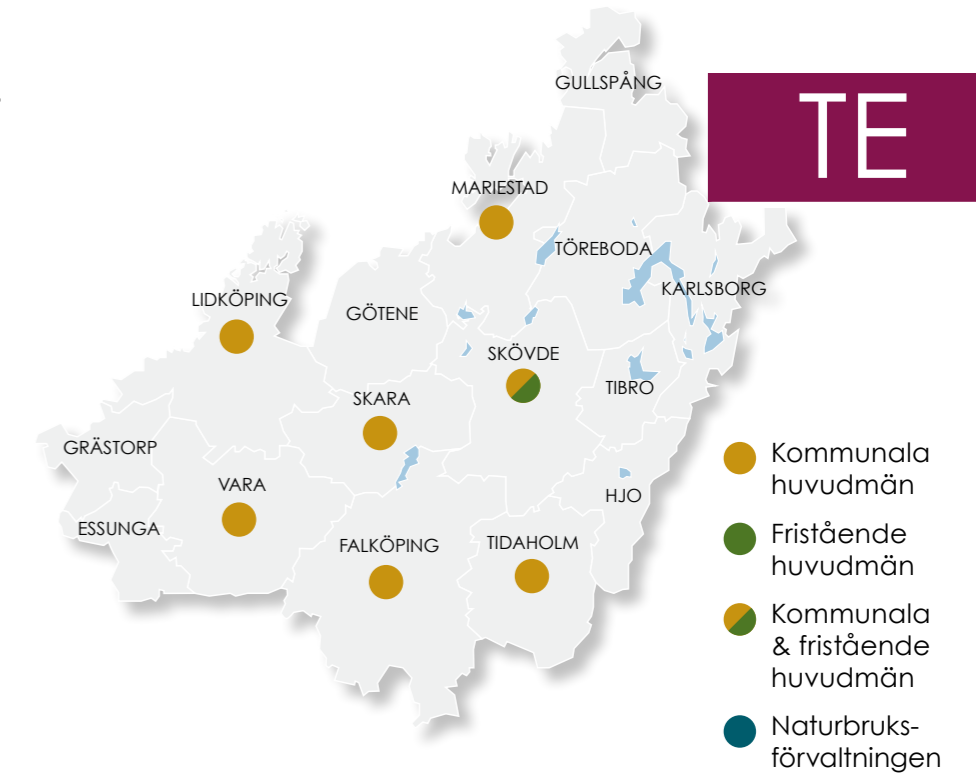 GULLSPÅNG
TE
MARIESTAD
TÖREBODA
KARLSBORG
LIDKÖPING
GÖTENE
SKÖVDE
TIBRO
SKARA
GRÄSTORP
VARA
HJO
ESSUNGA
FALKÖPING
TIDAHOLM
Kommunala
huvudmän
Fristående
huvudmän
Kommunala
& fristående
huvudmän
Naturbruks-
förvaltningen